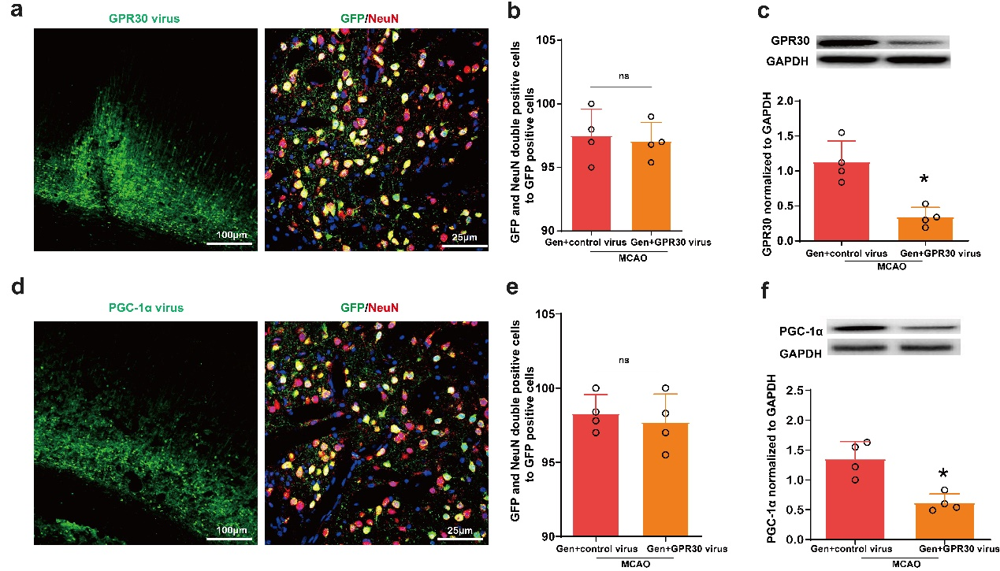 a
GPR30 virus
GFP/NeuN
100μm
25μm
b
GFP and NeuN double positive cells
to GFP positive cells
105
100
95
90
ns
Gen+control virus
Gen+GPR30 virus
MCAO
c
GPR30
GAPDH
GPR30 normalized to GAPDH
2.0
1.5
1.0
0.5
0.0
*
Gen+control virus
Gen+GPR30 virus
MCAO
d
PGC-1α virus
GFP/NeuN
100μm
25μm
e
GFP and NeuN double positive cells
to GFP positive cells
105
100
95
90
ns
Gen+control virus
Gen+GPR30 virus
MCAO
f
PGC-1α
GAPDH
PGC-1α normalized to GAPDH
2.5
2.0
1.5
1.0
0.5
0.0
*
Gen+control virus
Gen+GPR30 virus
MCAO